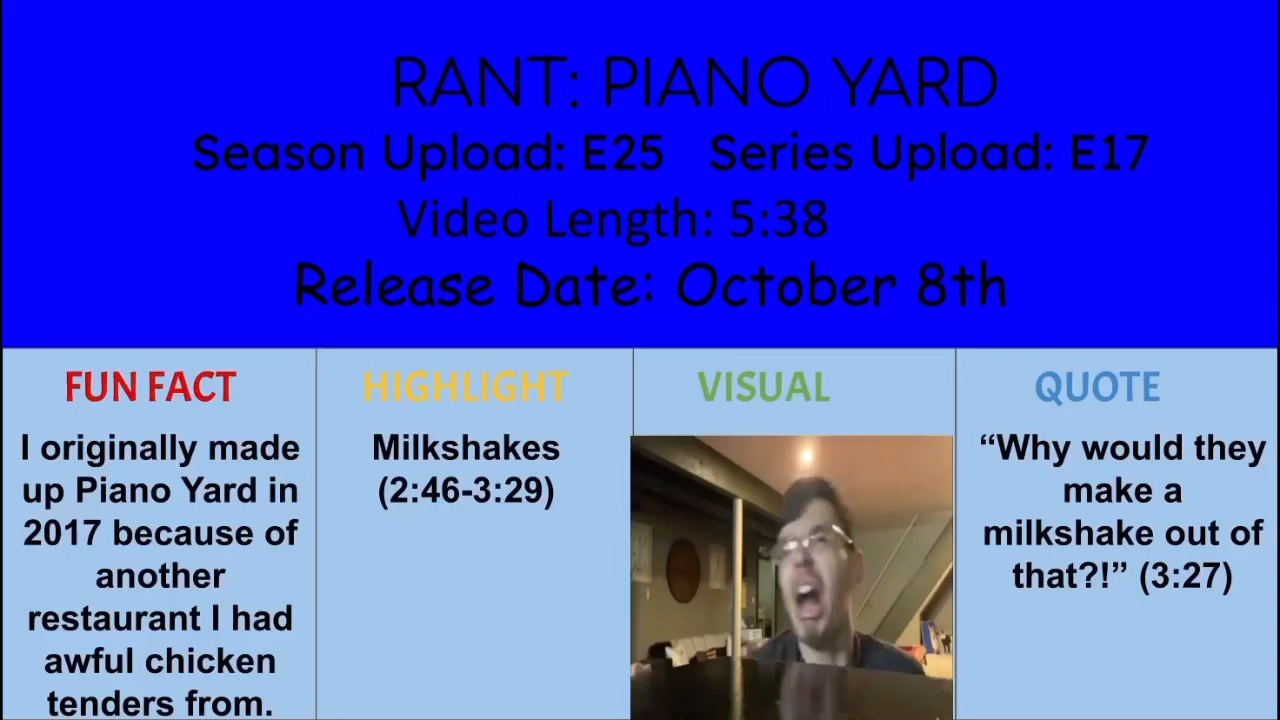 RANT: PIANO YARD
Season Upload: E25 Series Upload: E17
Video Length: 5:38
Release Date: October 8th
FUN FACT
I originally made
up Piano Yard in
2017 because of
another
restaurant I had
awful chicken
tenders from.
HIGHLIGHT
Milkshakes
(2:46-3:29)
VISUAL
QUOTE
“Why would they
make a
milkshake out of
that?!” (3:27)